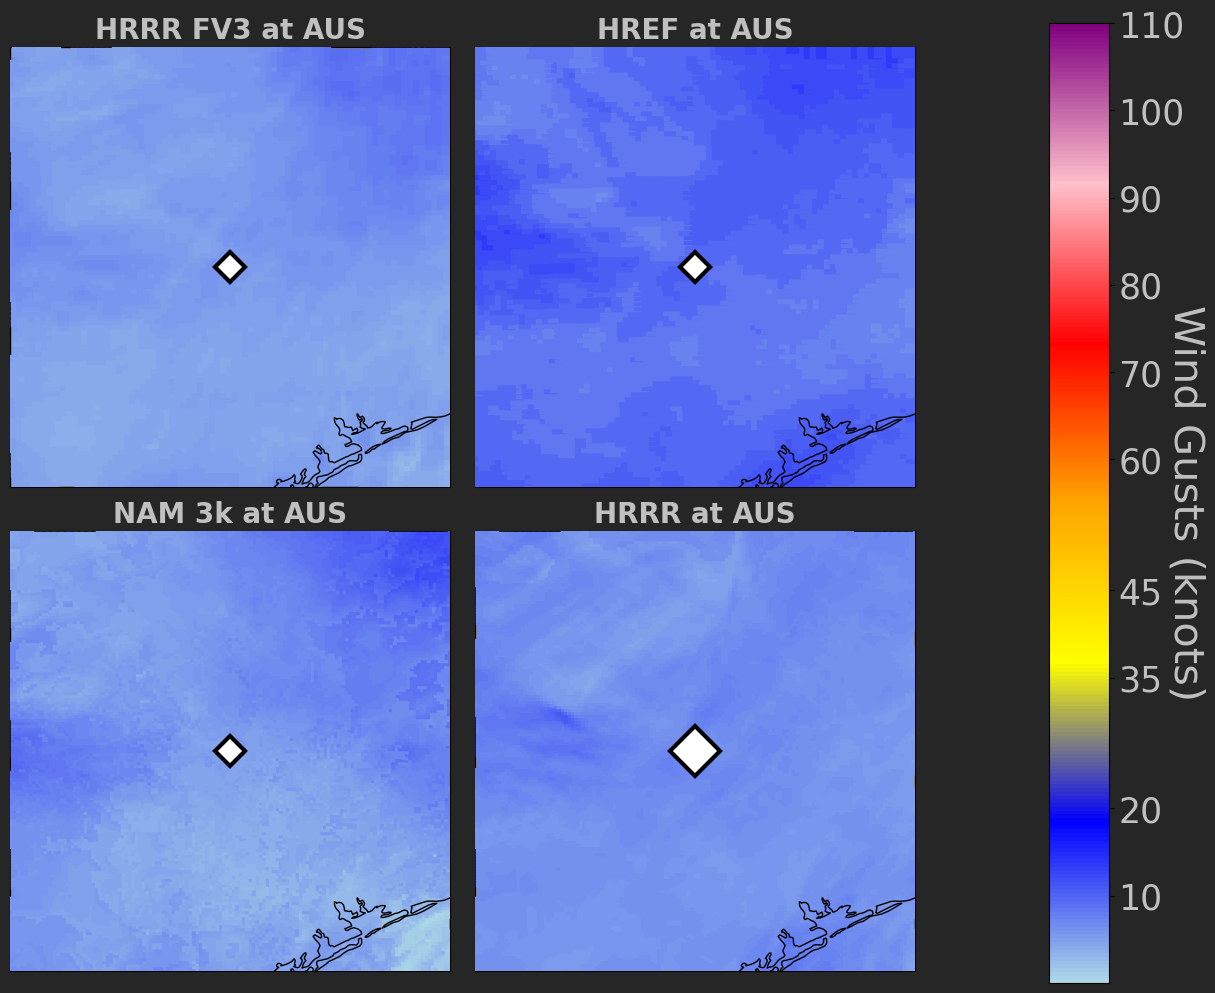 HRRR FV3 at AUS
HREF at AUS
NAM 3k at AUS
HRRR at AUS
110
100
90
80
70
60
45
35
20
10
Wind Gusts (knots)